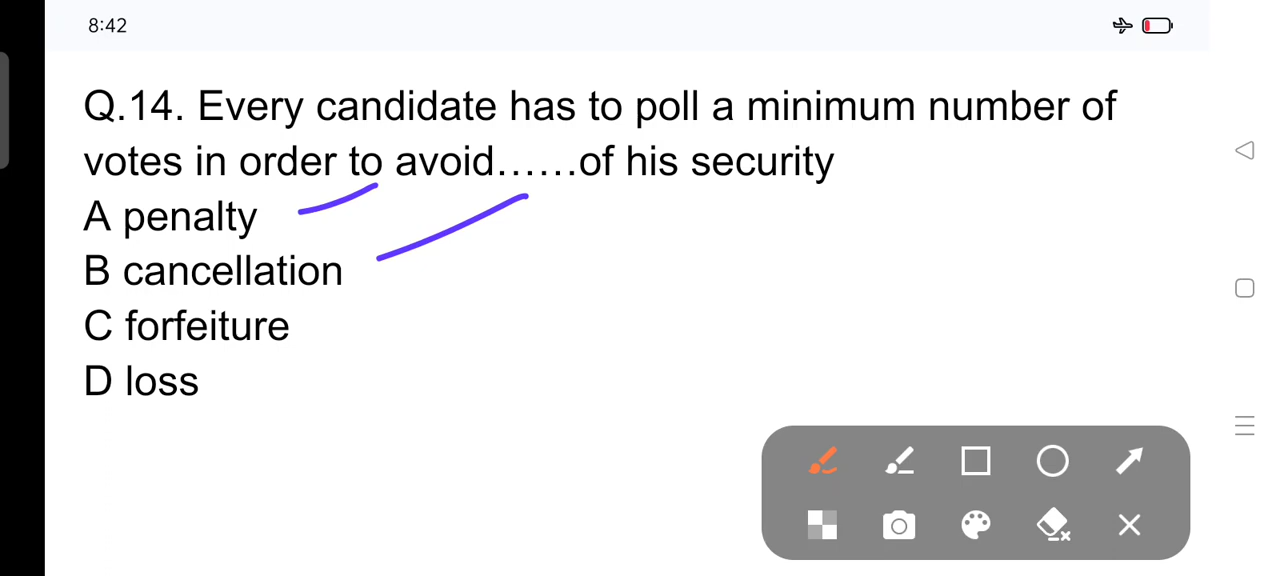 8:42
Q.14. Every candidate has to poll a minimum number of
votes in order to avoid......of his security
A penalty
B cancellation
C forfeiture
D loss